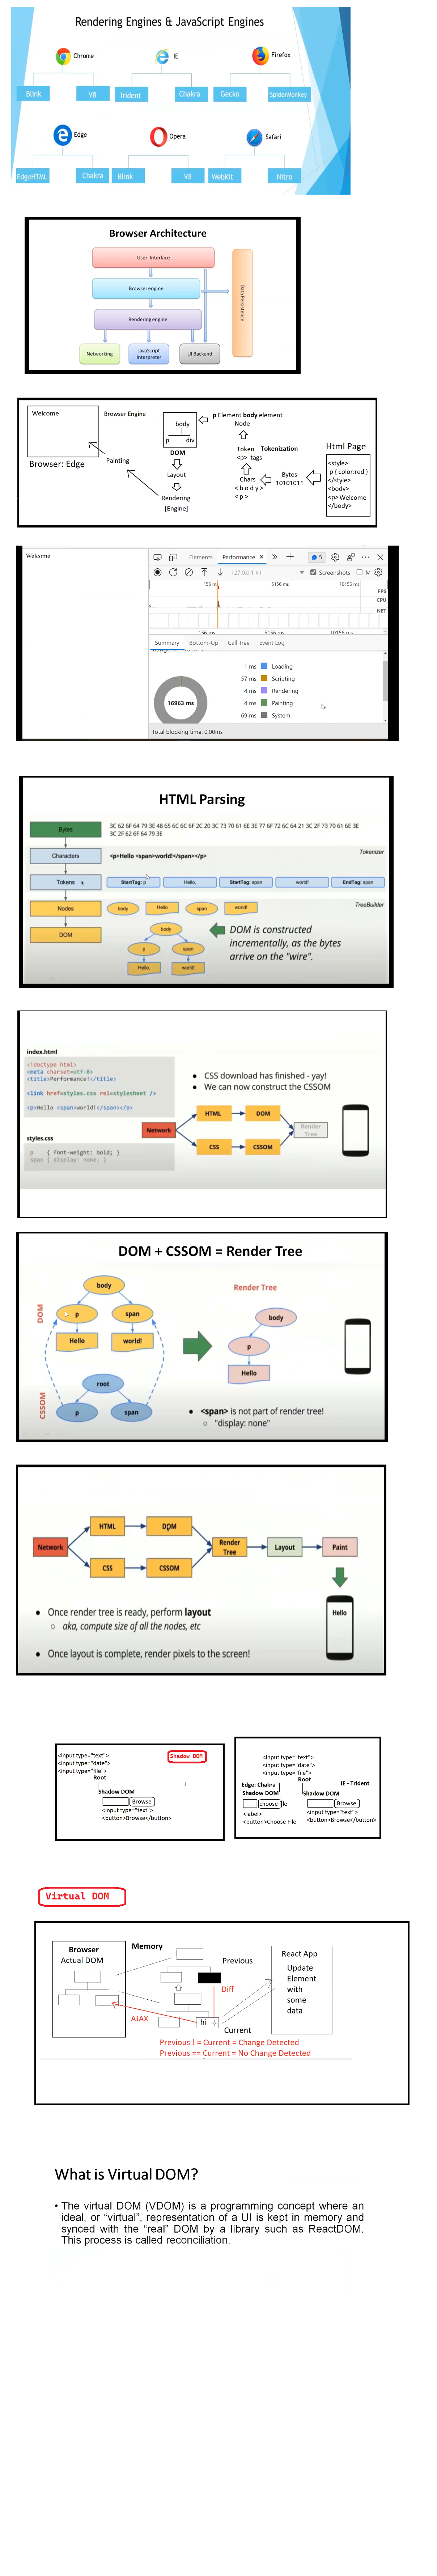 Rendering Engines & JavaScript Engines
Chrome
IE
Firefox
Blink
V8
Trident
Chakra
Gecko
SpiderMonkey
Edge
Opera
Safari
EdgeHTML
Chakra
Blink
V8
WebKit
Nitro
Browser Architecture
User Interface
Browser engine
Rendering engine
Data Persistence
Networking
JavaScript
Interpreter
UI Backend
Welcome
Browser Engine
Browser: Edge
Painting
body
p div
DOM
Layout
Rendering
[Engine]
p Element body element
Node
Token Tokenization
<p> tags
Chars
< b o d y >
< p >
Bytes
10101011
Html Page
<style>
p { color:red }
</style>
<body>
<p>Welcome
</body>
Welcome
Elements
Performance
5
127.0.0.1 #1
Screenshots
156 ms
5156 ms
10156 ms
FPS
CPU
NET
156 ms
5156 ms
10156 ms
Summary
Bottom-Up
Call Tree
Event Log
16963 ms
1 ms Loading
57 ms Scripting
4 ms Rendering
4 ms Painting
69 ms System
Total blocking time: 0.00ms
HTML Parsing
Bytes
3C 62 6F 64 79 3E 48 65 6C 6C 6F 2C 20 3C 73 70 61 6E 3E 77 6F 72 6C 64 21 3C 2F 73 70 61 6E 3E
3C 2F 62 6F 64 79 3E
Characters
<p>Hello <span>world!</span></p>
Tokenizer
Tokens
StartTag: p
Hello,
StartTag: span
world!
EndTag: span
Nodes
body
Hello
span
world!
TreeBuilder
DOM
body
p
span
Hello,
world!
DOM is constructed
incrementally, as the bytes
arrive on the "wire".
index.html
<!doctype html>
<meta charset=utf-8>
<title>Performance!</title>
<link href=styles.css rel=stylesheet />
<p>Hello <span>world!</span></p>
styles.css
p { font-weight: bold; }
span { display: none; }
CSS download has finished - yay!
We can now construct the CSSOM
Network
HTML
DOM
CSS
CSSOM
Render
Tree
DOM + CSSOM = Render Tree
DOM
body
p
span
Hello
world!
CSSOM
root
p
span
Render Tree
body
p
Hello
<span> is not part of render tree!
"display: none"
Network
HTML
DOM
CSS
CSSOM
Render
Tree
Layout
Paint
Hello
Once render tree is ready, perform layout
aka, compute size of all the nodes, etc
Once layout is complete, render pixels to the screen!
<input type="text">
<input type="date">
<input type="file">
Root
Shadow DOM
Shadow DOM
Browse
<input type="text">
<button>Browse</button>
<input type="text">
<input type="date">
<input type="file">
Edge: Chakra
Root
IE - Trident
Shadow DOM
Shadow DOM
choose file
Browse
<label>
<button>Choose File
<input type="text">
<button>Browse</button>
Virtual DOM
Browser
Actual DOM
Memory
Previous
Diff
AJAX
hi
Current
React App
Update
Element
with
some
data
Previous ! = Current = Change Detected
Previous == Current = No Change Detected
What is Virtual DOM?
• The virtual DOM (VDOM) is a programming concept where an
ideal, or “virtual”, representation of a UI is kept in memory and
synced with the “real” DOM by a library such as ReactDOM.
This process is called reconciliation.